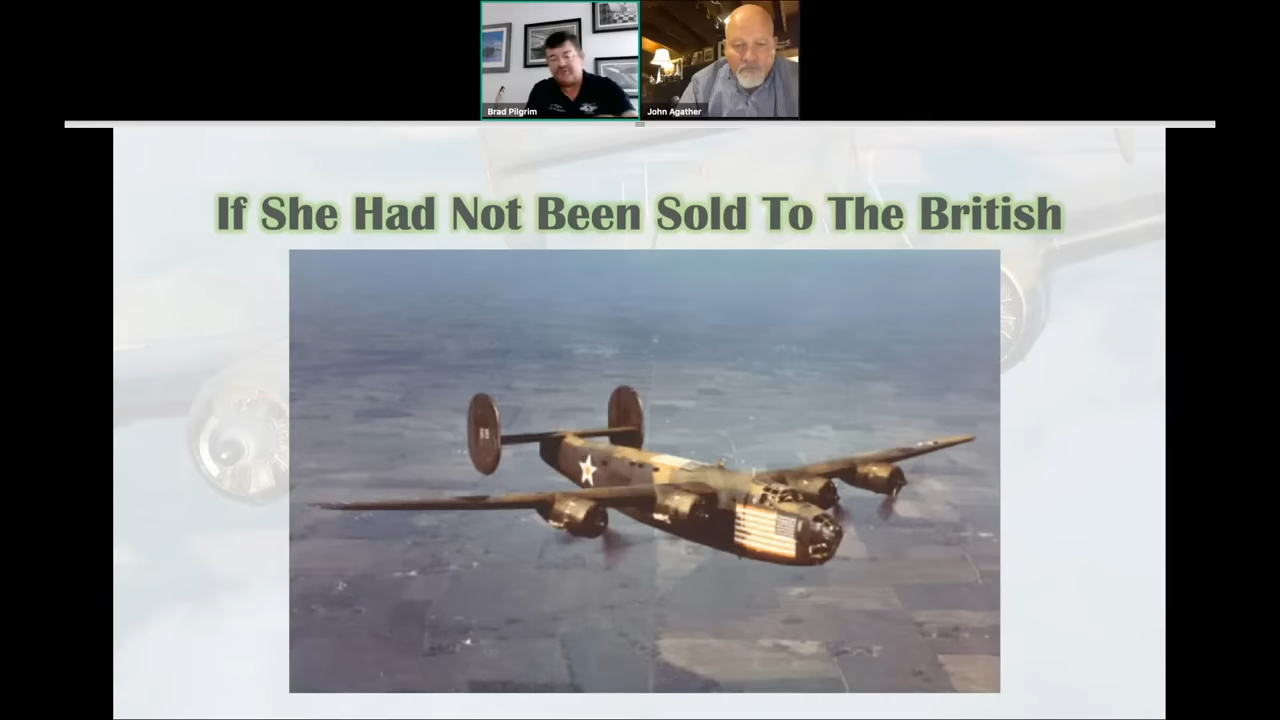 Brad Pilgrim
John Agather
If She Had Not Been Sold To The British